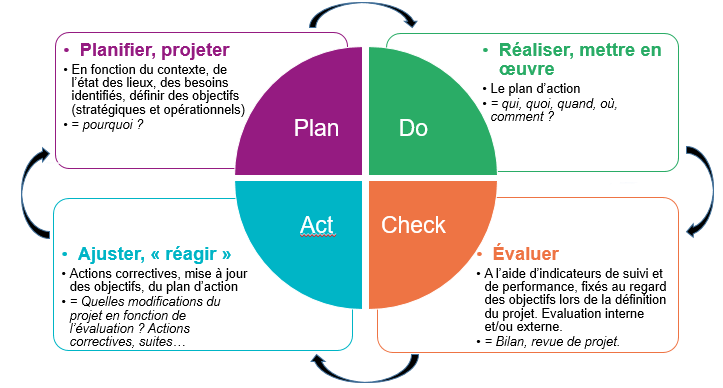 • Planifier, projeter
• En fonction du contexte, de
l’état des lieux, des besoins
identifiés, définir des objectifs
(stratégiques et opérationnels)
• = pourquoi ?
• Réaliser, mettre en
œuvre
• Le plan d’action
• = qui, quoi, quand, où,
comment ?
Plan
Do
Act
Check
• Ajuster, « réagir »
• Actions correctives, mise à jour
des objectifs, du plan d’action
• = Quelles modifications du
projet en fonction de
l’évaluation ? Actions
correctives, suites…
• Évaluer
• A l’aide d’indicateurs de suivi et
de performance, fixés au regard
des objectifs lors de la définition
du projet. Evaluation interne
et/ou externe.
• = Bilan, revue de projet.